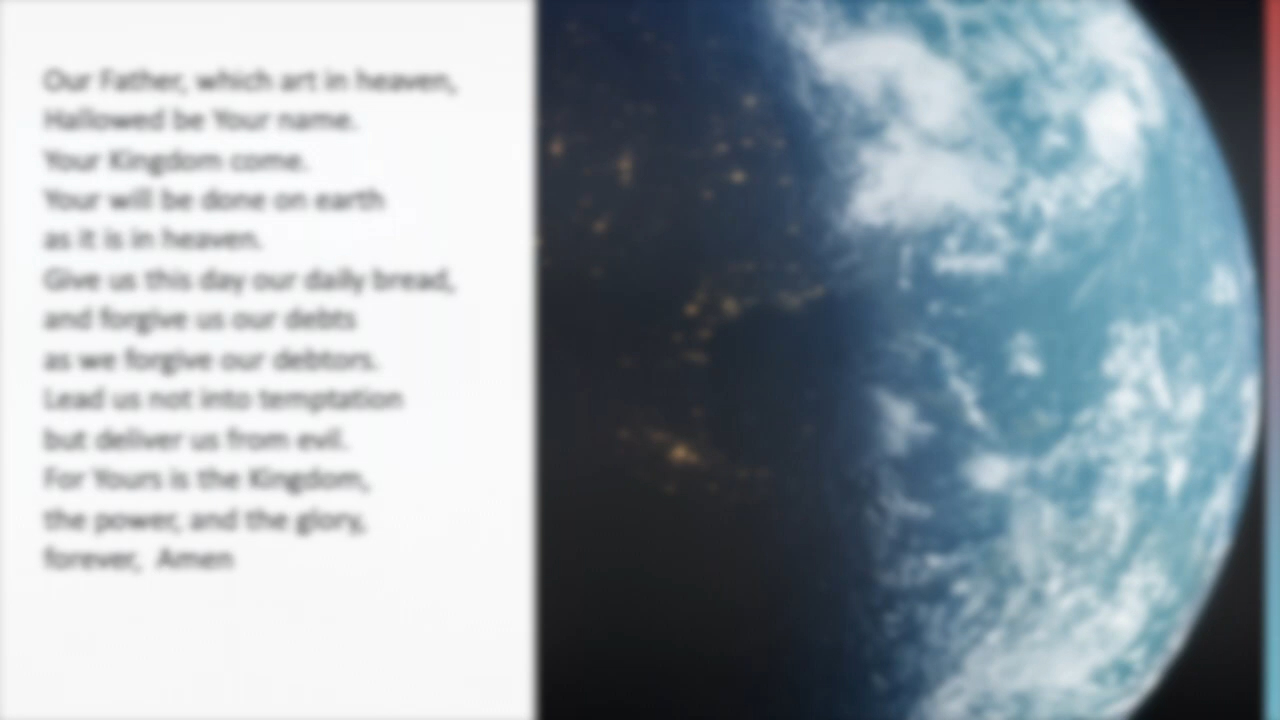 Our Father, which art in heaven,
Hallowed be Your name.
Your Kingdom come.
Your will be done on earth
as it is in heaven.
Give us this day our daily bread,
and forgive us our debts
as we forgive our debtors.
Lead us not into temptation
but deliver us from evil.
For Yours is the Kingdom,
the power, and the glory,
forever,  Amen